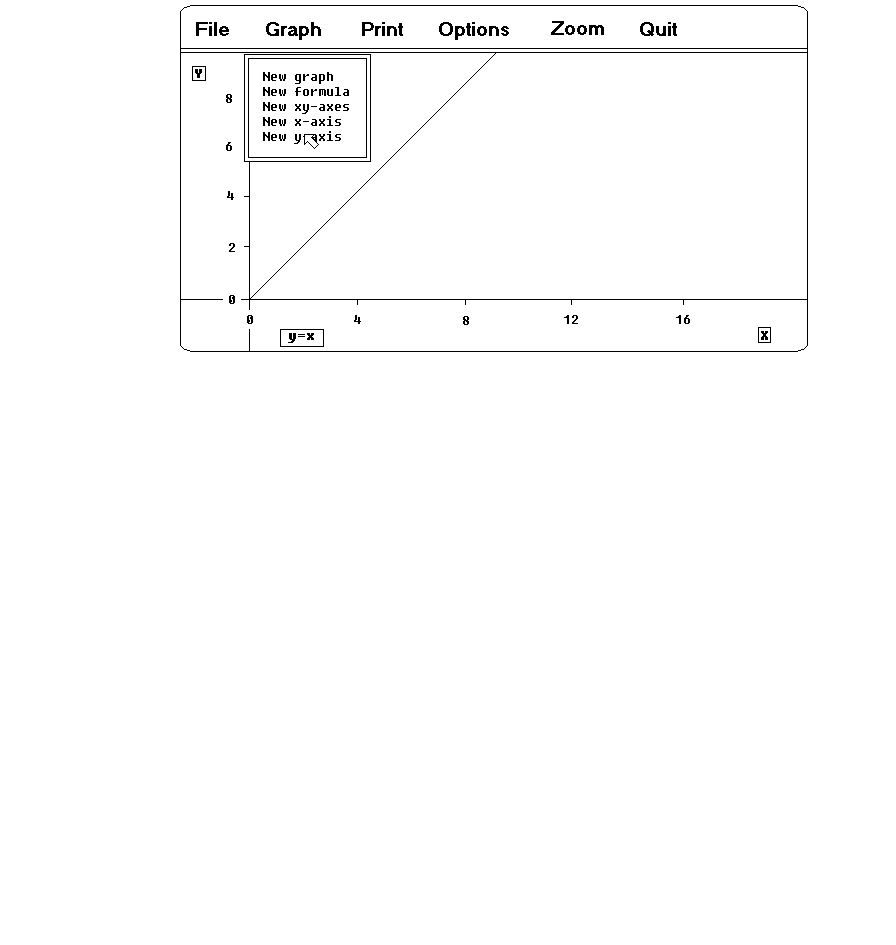 File Graph Print Options Zoom Quit
Y
New graph
New formula
New xy-axes
New x-axis
New y-axis
8
6
4
2
0
0 4 8 12 16
y=x
X